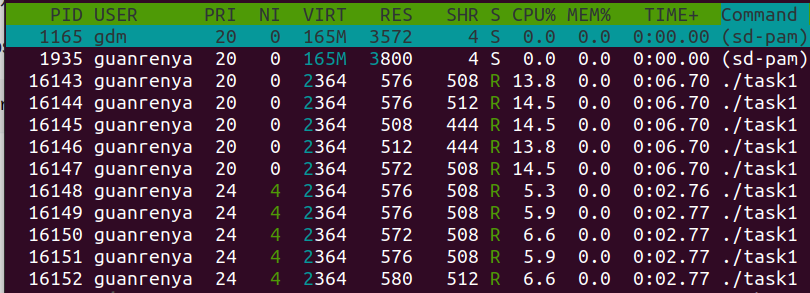 PID USER PRI NI VIRT RES SHR S CPU% MEM% TIME+ Command
1165 gdm 20 0 165M 3572 4 S 0.0 0.0 0:00.00 (sd-pam)
1935 guanrenya 20 0 165M 3800 4 S 0.0 0.0 0:00.00 (sd-pam)
16143 guanrenya 20 0 2364 576 508 R 13.8 0.0 0:06.70 ./task1
16144 guanrenya 20 0 2364 576 512 R 14.5 0.0 0:06.70 ./task1
16145 guanrenya 20 0 2364 508 444 R 14.5 0.0 0:06.70 ./task1
16146 guanrenya 20 0 2364 512 444 R 13.8 0.0 0:06.70 ./task1
16147 guanrenya 20 0 2364 572 508 R 14.5 0.0 0:06.70 ./task1
16148 guanrenya 24 4 2364 576 508 R 5.3 0.0 0:02.76 ./task1
16149 guanrenya 24 4 2364 576 508 R 5.9 0.0 0:02.77 ./task1
16150 guanrenya 24 4 2364 572 508 R 6.6 0.0 0:02.77 ./task1
16151 guanrenya 24 4 2364 576 508 R 5.9 0.0 0:02.77 ./task1
16152 guanrenya 24 4 2364 580 512 R 6.6 0.0 0:02.77 ./task1